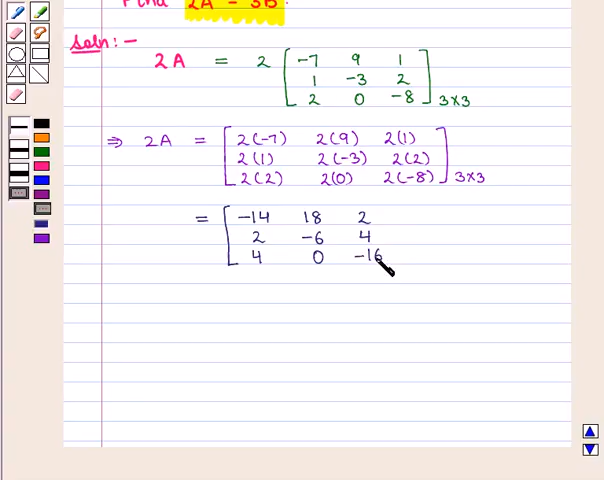 Find 2A - 3B.
Soln:-
2A = 2 [ -7 9 1
1 -3 2
2 0 -8 ] 3×3
⇒ 2A = [ 2(-7) 2(9) 2(1)
2(1) 2(-3) 2(2)
2(2) 2(0) 2(-8) ] 3×3
= [ -14 18 2
2 -6 4
4 0 -16